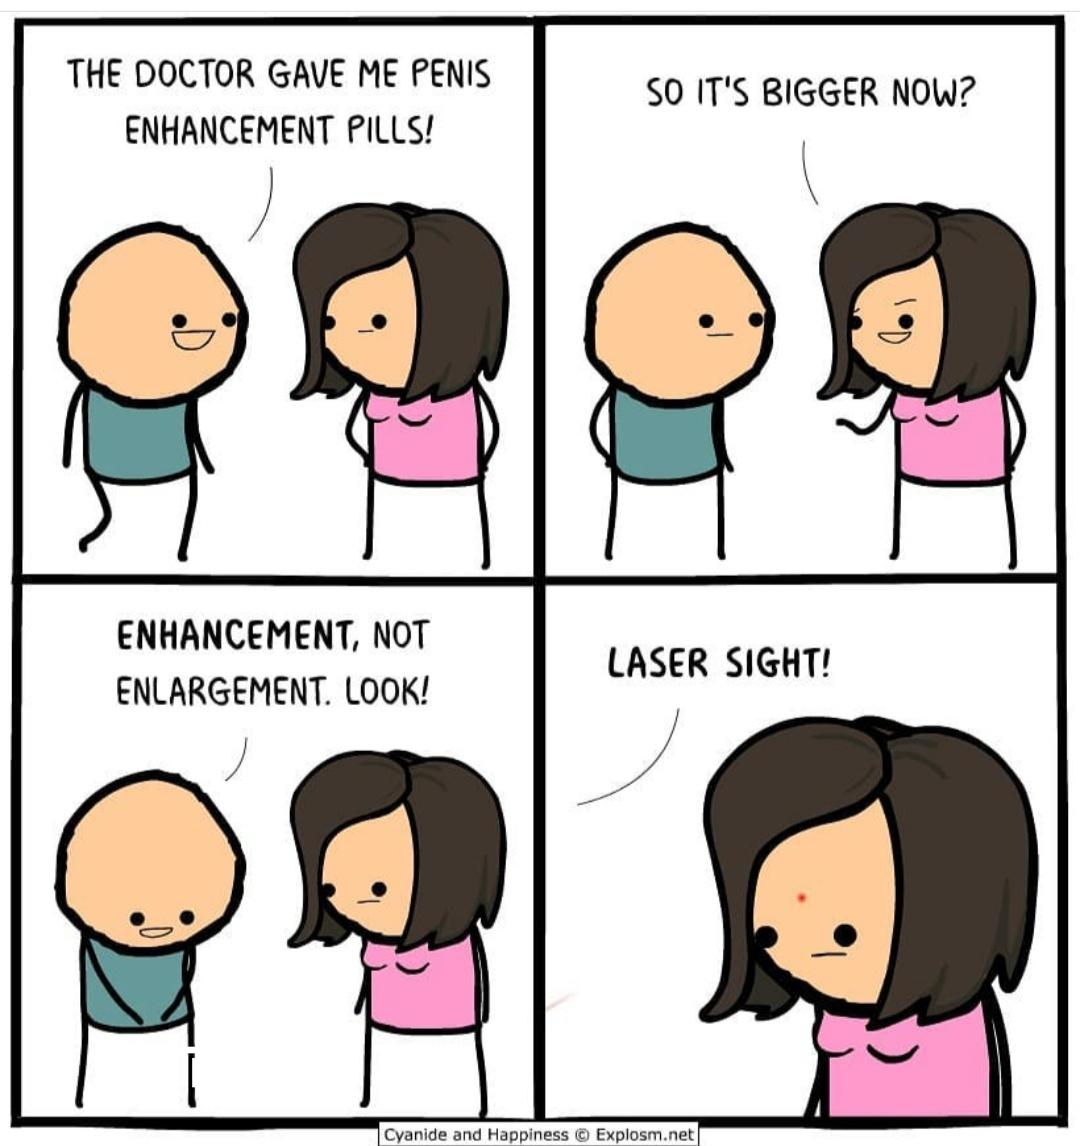 THE DOCTOR GAVE ME PENIS
ENHANCEMENT PILLS!
SO IT'S BIGGER NOW?
ENHANCEMENT, NOT
ENLARGEMENT. LOOK!
LASER SIGHT!
Cyanide and Happiness © Explosm.net